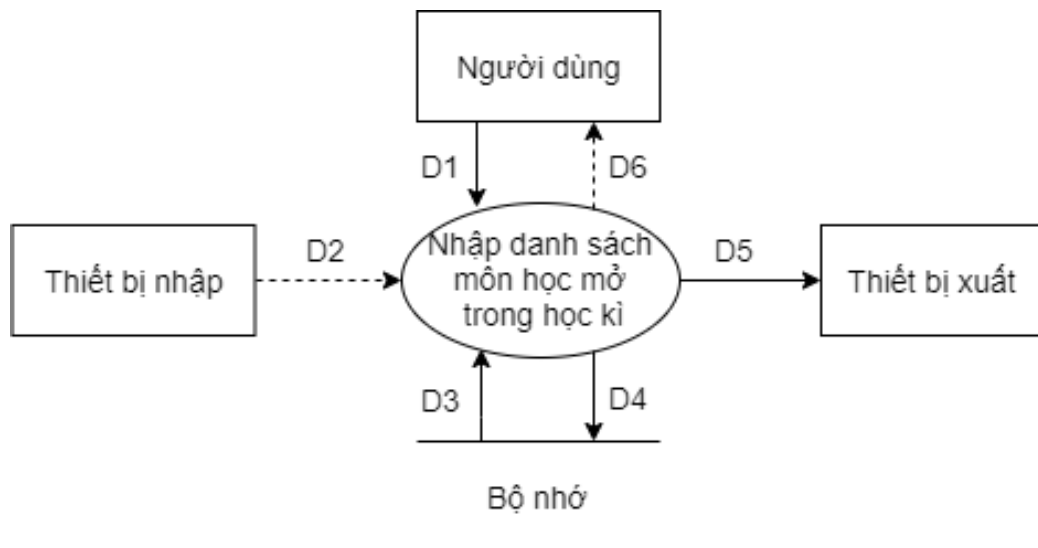 Người dùng
D1
D6
Thiết bị nhập
D2
Nhập danh sách
môn học mở
trong học kì
D5
Thiết bị xuất
D3
D4
Bộ nhớ